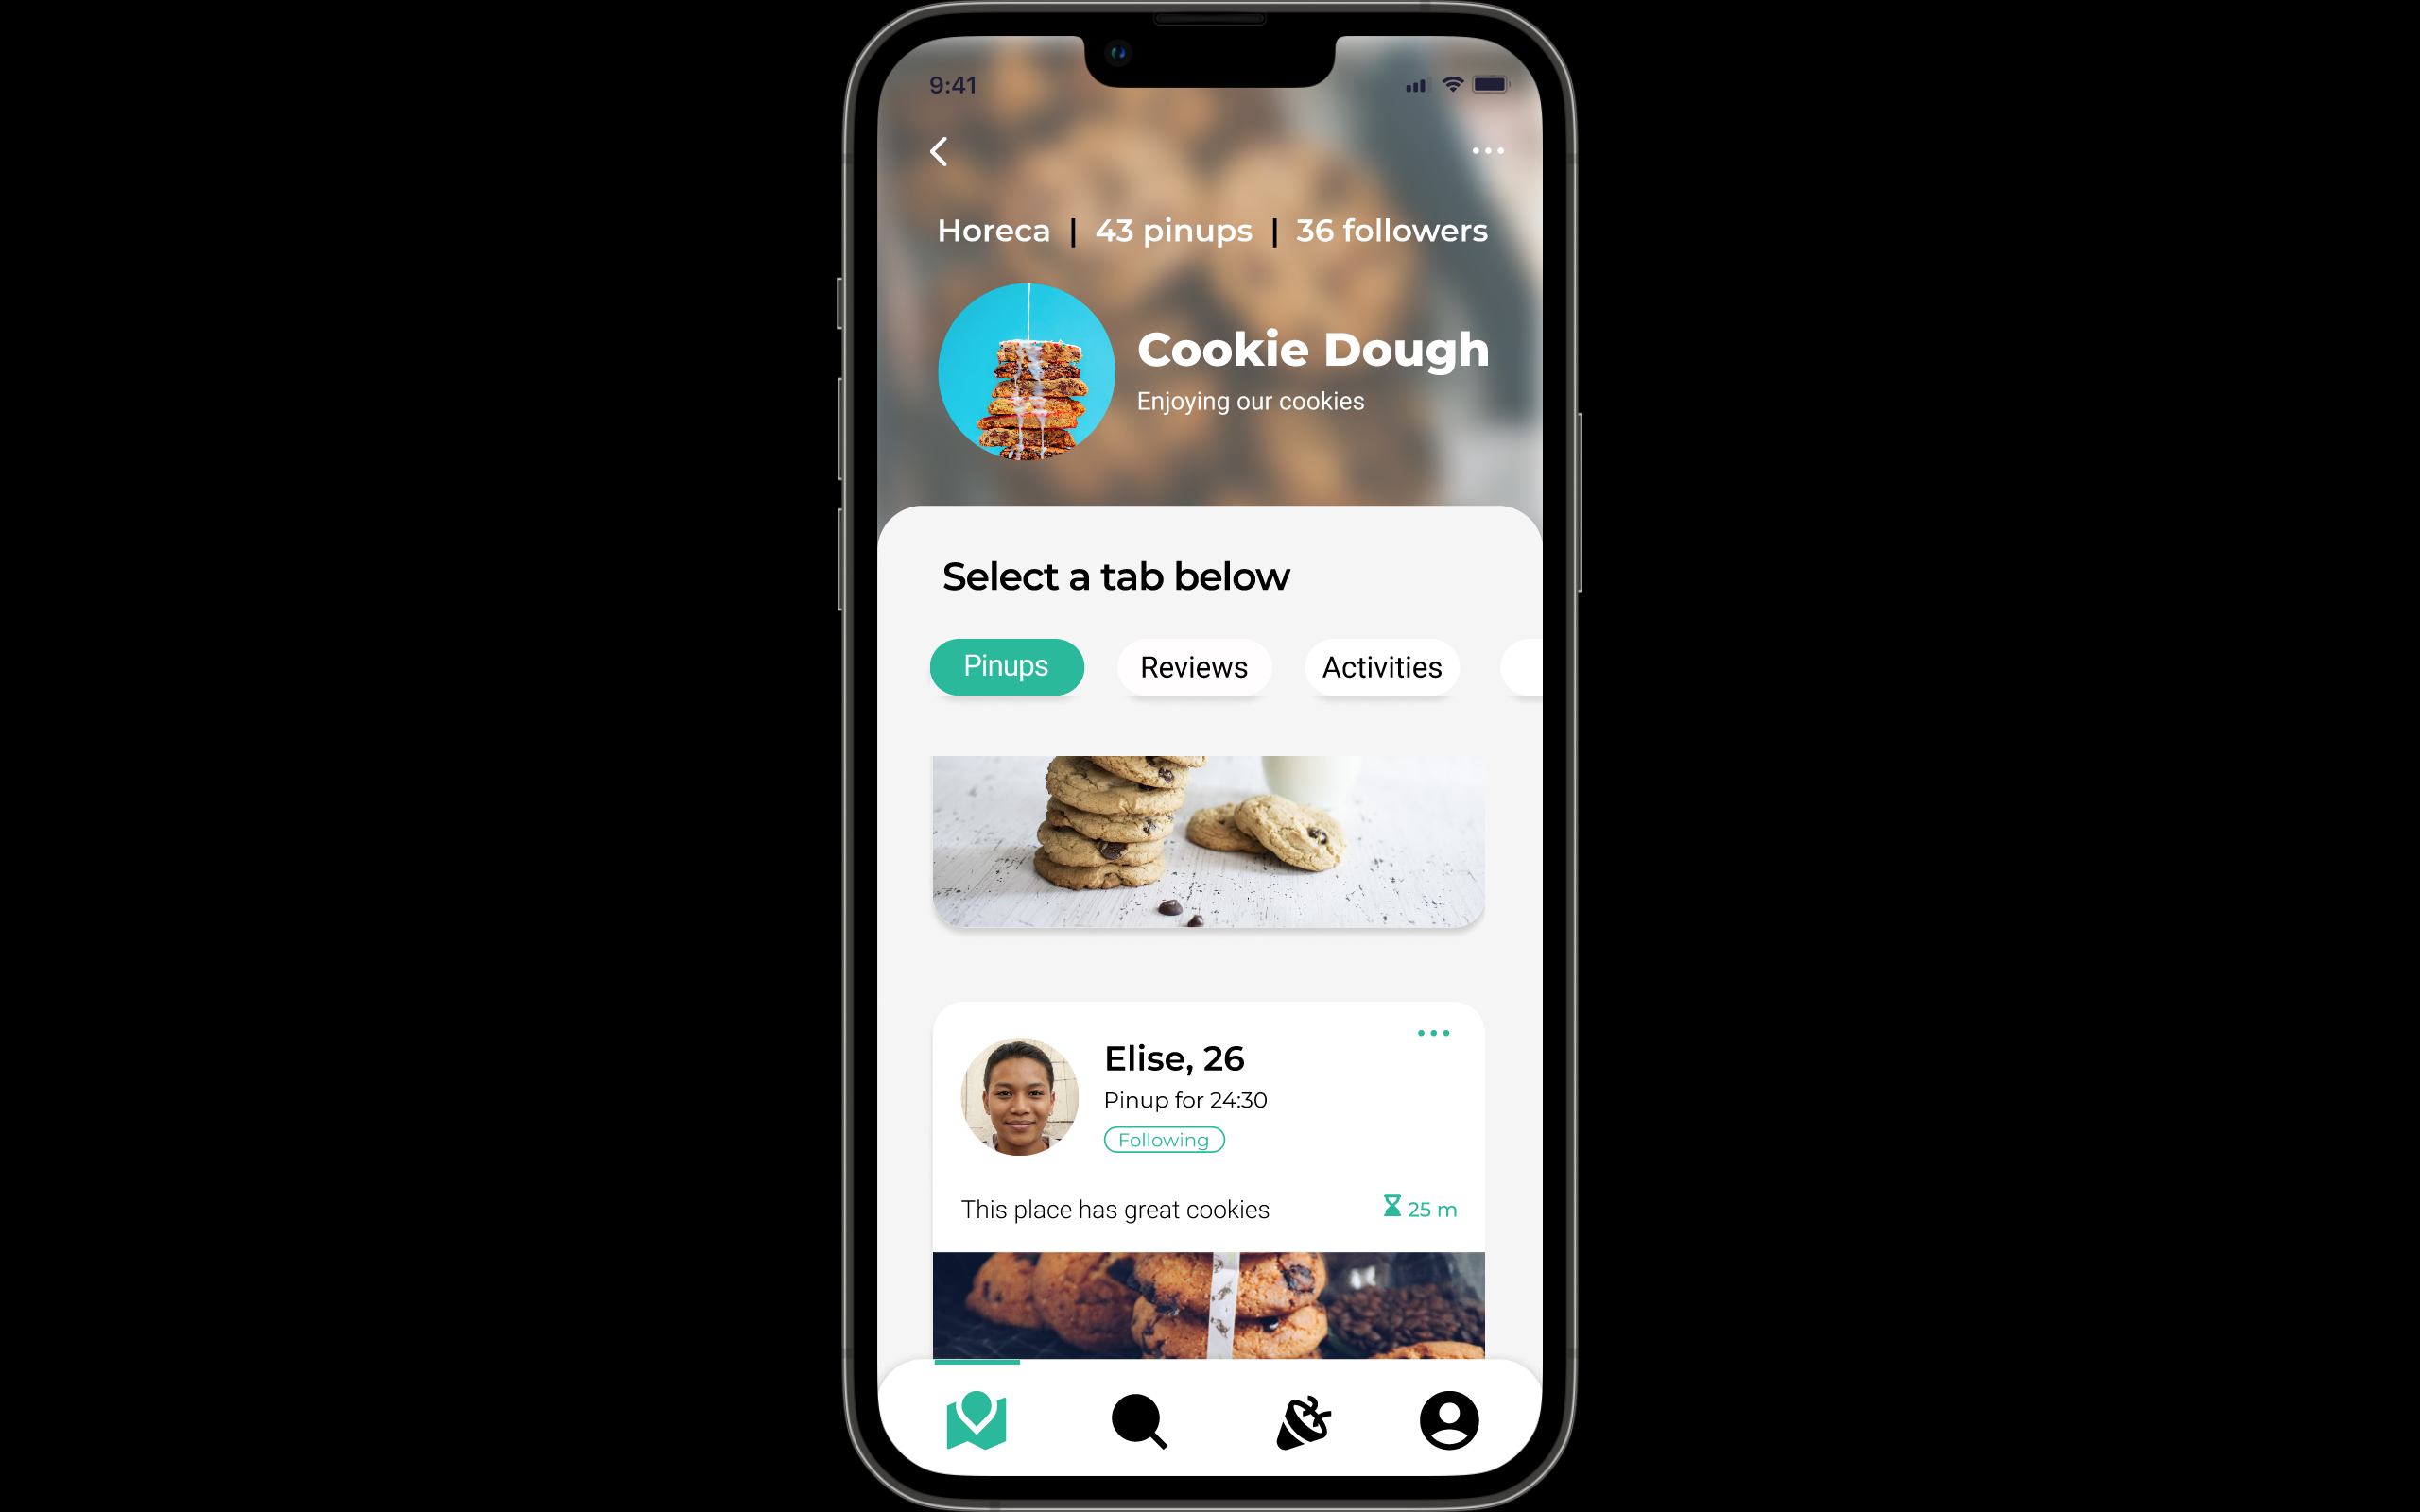 9:41
Horeca | 43 pinups | 36 followers
Cookie Dough
Enjoying our cookies
Select a tab below
Pinups
Reviews
Activities
Elise, 26
Pinup for 24:30
Following
This place has great cookies
25 m